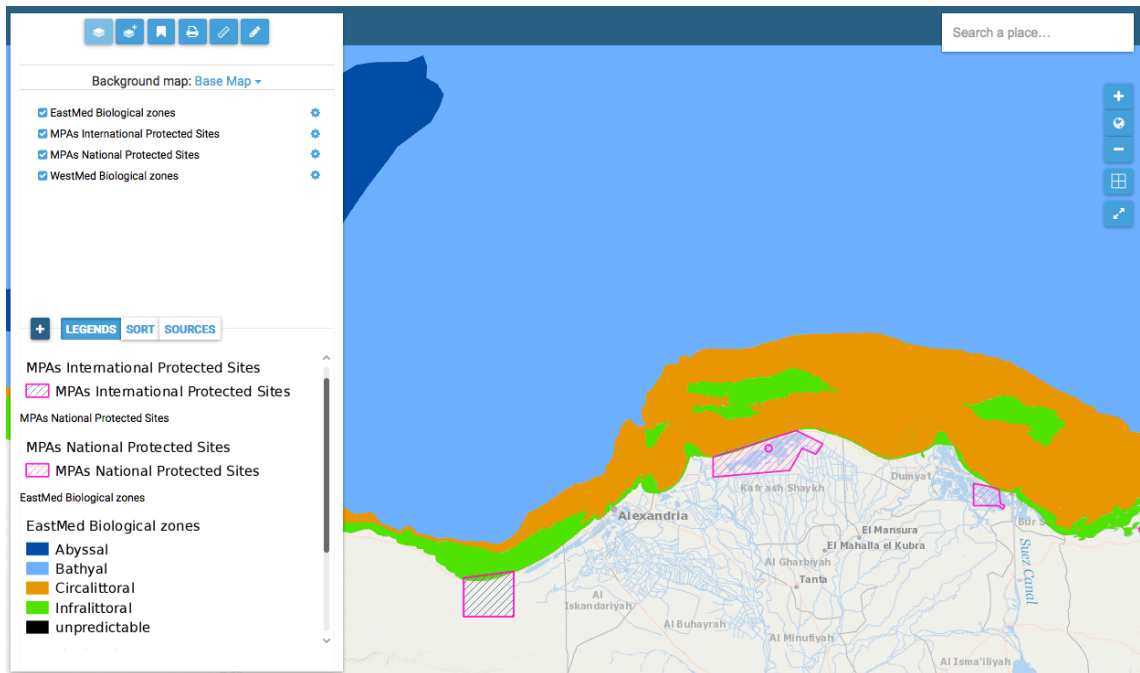 Search a place...
Background map: Base Map
EastMed Biological zones
MPAs International Protected Sites
MPAs National Protected Sites
WestMed Biological zones
LEGENDS SORT SOURCES
MPAs International Protected Sites
MPAs International Protected Sites
MPAs National Protected Sites
MPAs National Protected Sites
MPAs National Protected Sites
EastMed Biological zones
EastMed Biological zones
Abyssal
Bathyal
Circalittoral
Infralittoral
unpredictable
Kafr ash Shaykh
Dumyat
Alexandria
Bur S
El Mansura
El Mahalla el Kubra
Al Gharbiyah
Tanta
Suez Canal
Al
Iskandariyah
Al Buhayrah
Al Minufiyah
Al Isma'iliyah